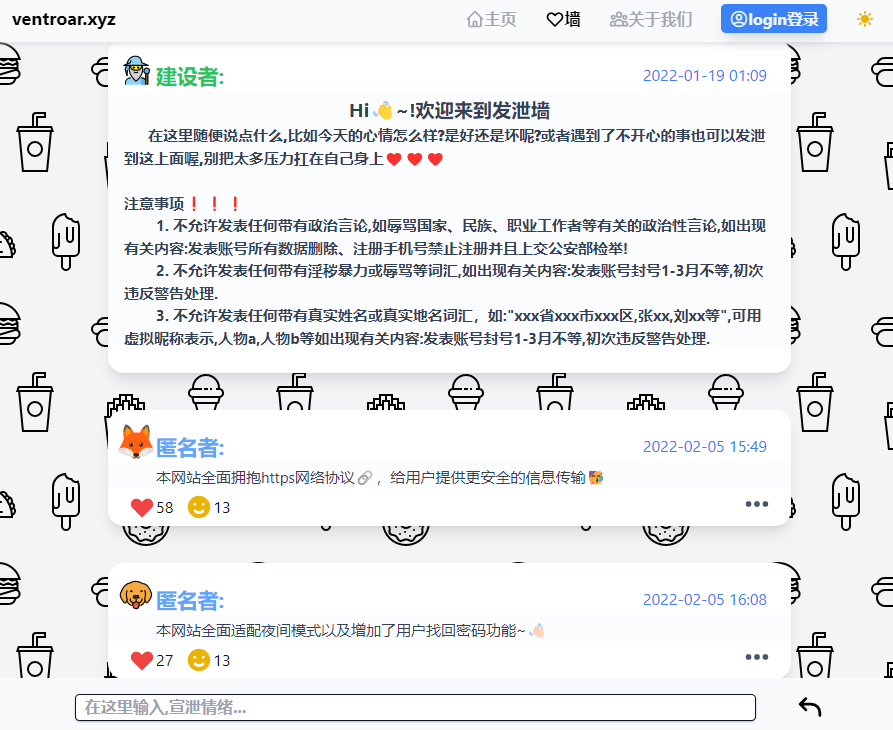 ventroar.xyz 主页 墙 关于我们 login登录
建设者: 2022-01-19 01:09
Hi👋~!欢迎来到发泄墙
在这里随便说点什么,比如今天的心情怎么样?是好还是坏呢?或者遇到了不开心的事也可以发泄
到这上面喔,别把太多压力扛在自己身上❤️❤️❤️
注意事项❗❗❗
1. 不允许发表任何带有政治言论,如辱骂国家、民族、职业工作者等有关的政治性言论,如出现
有关内容:发表账号所有数据删除、注册手机号禁止注册并且上交公安部检举!
2. 不允许发表任何带有淫秽暴力或辱骂等词汇,如出现有关内容:发表账号封号1-3月不等,初次
违反警告处理.
3. 不允许发表任何带有真实姓名或真实地名词汇，如:"xxx省xxx市xxx区,张xx,刘xx等",可用
虚拟昵称表示,人物a,人物b等如出现有关内容:发表账号封号1-3月不等,初次违反警告处理.
匿名者: 2022-02-05 15:49
本网站全面拥抱https网络协议🔗，给用户提供更安全的信息传输🥳
58 13
匿名者: 2022-02-05 16:08
本网站全面适配夜间模式以及增加了用户找回密码功能~👋🏻
27 13
在这里输入,宣泄情绪...